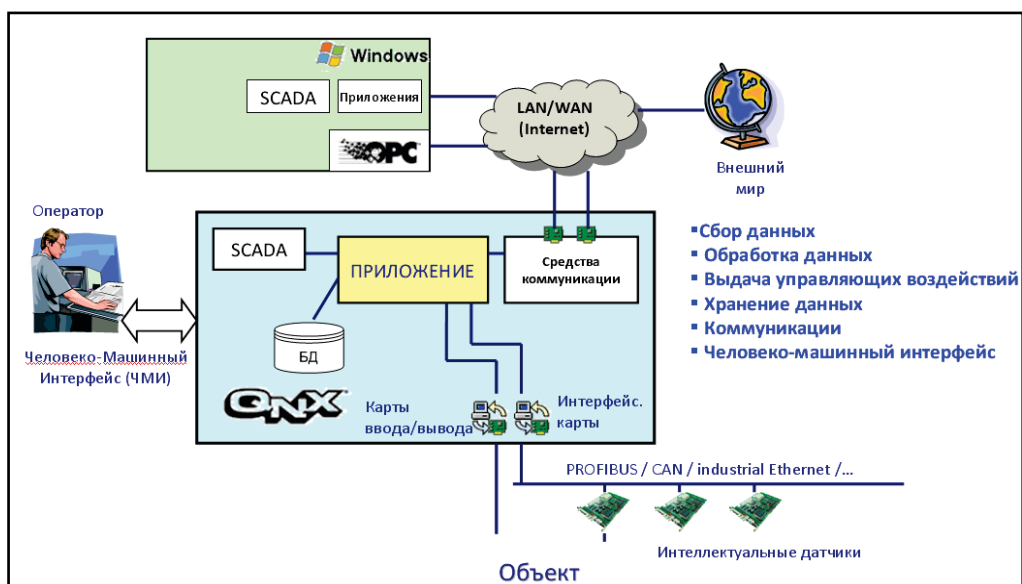 Windows
SCADA
Приложения
OPC
LAN/WAN
(Internet)
Внешний
мир
Оператор
SCADA
ПРИЛОЖЕНИЕ
Средства
коммуникации
БД
Человеко-Машинный
Интерфейс (ЧМИ)
QNX
Карты
ввода/вывода
Интерфейс.
карты
▪Сбор данных
▪ Обработка данных
▪ Выдача управляющих воздействий
▪ Хранение данных
▪ Коммуникации
▪ Человеко-машинный интерфейс
PROFIBUS / CAN / industrial Ethernet /...
Интеллектуальные датчики
Объект